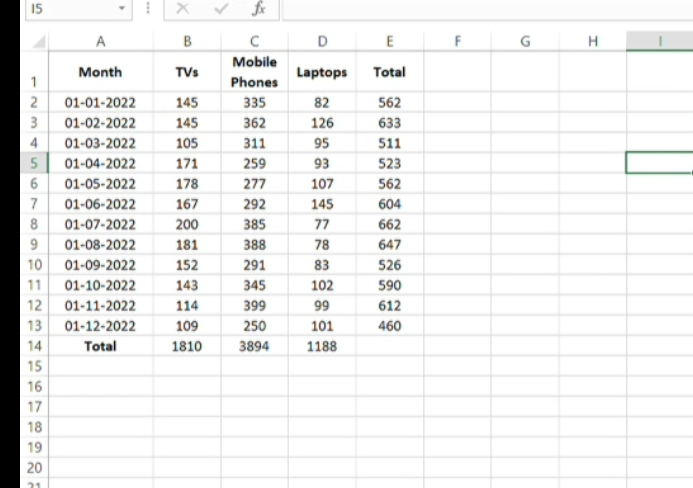 I5 fx
A B C D E F G H I
1 Month TVs Mobile Phones Laptops Total
2 01-01-2022 145 335 82 562
3 01-02-2022 145 362 126 633
4 01-03-2022 105 311 95 511
5 01-04-2022 171 259 93 523
6 01-05-2022 178 277 107 562
7 01-06-2022 167 292 145 604
8 01-07-2022 200 385 77 662
9 01-08-2022 181 388 78 647
10 01-09-2022 152 291 83 526
11 01-10-2022 143 345 102 590
12 01-11-2022 114 399 99 612
13 01-12-2022 109 250 101 460
14 Total 1810 3894 1188
15
16
17
18
19
20
21